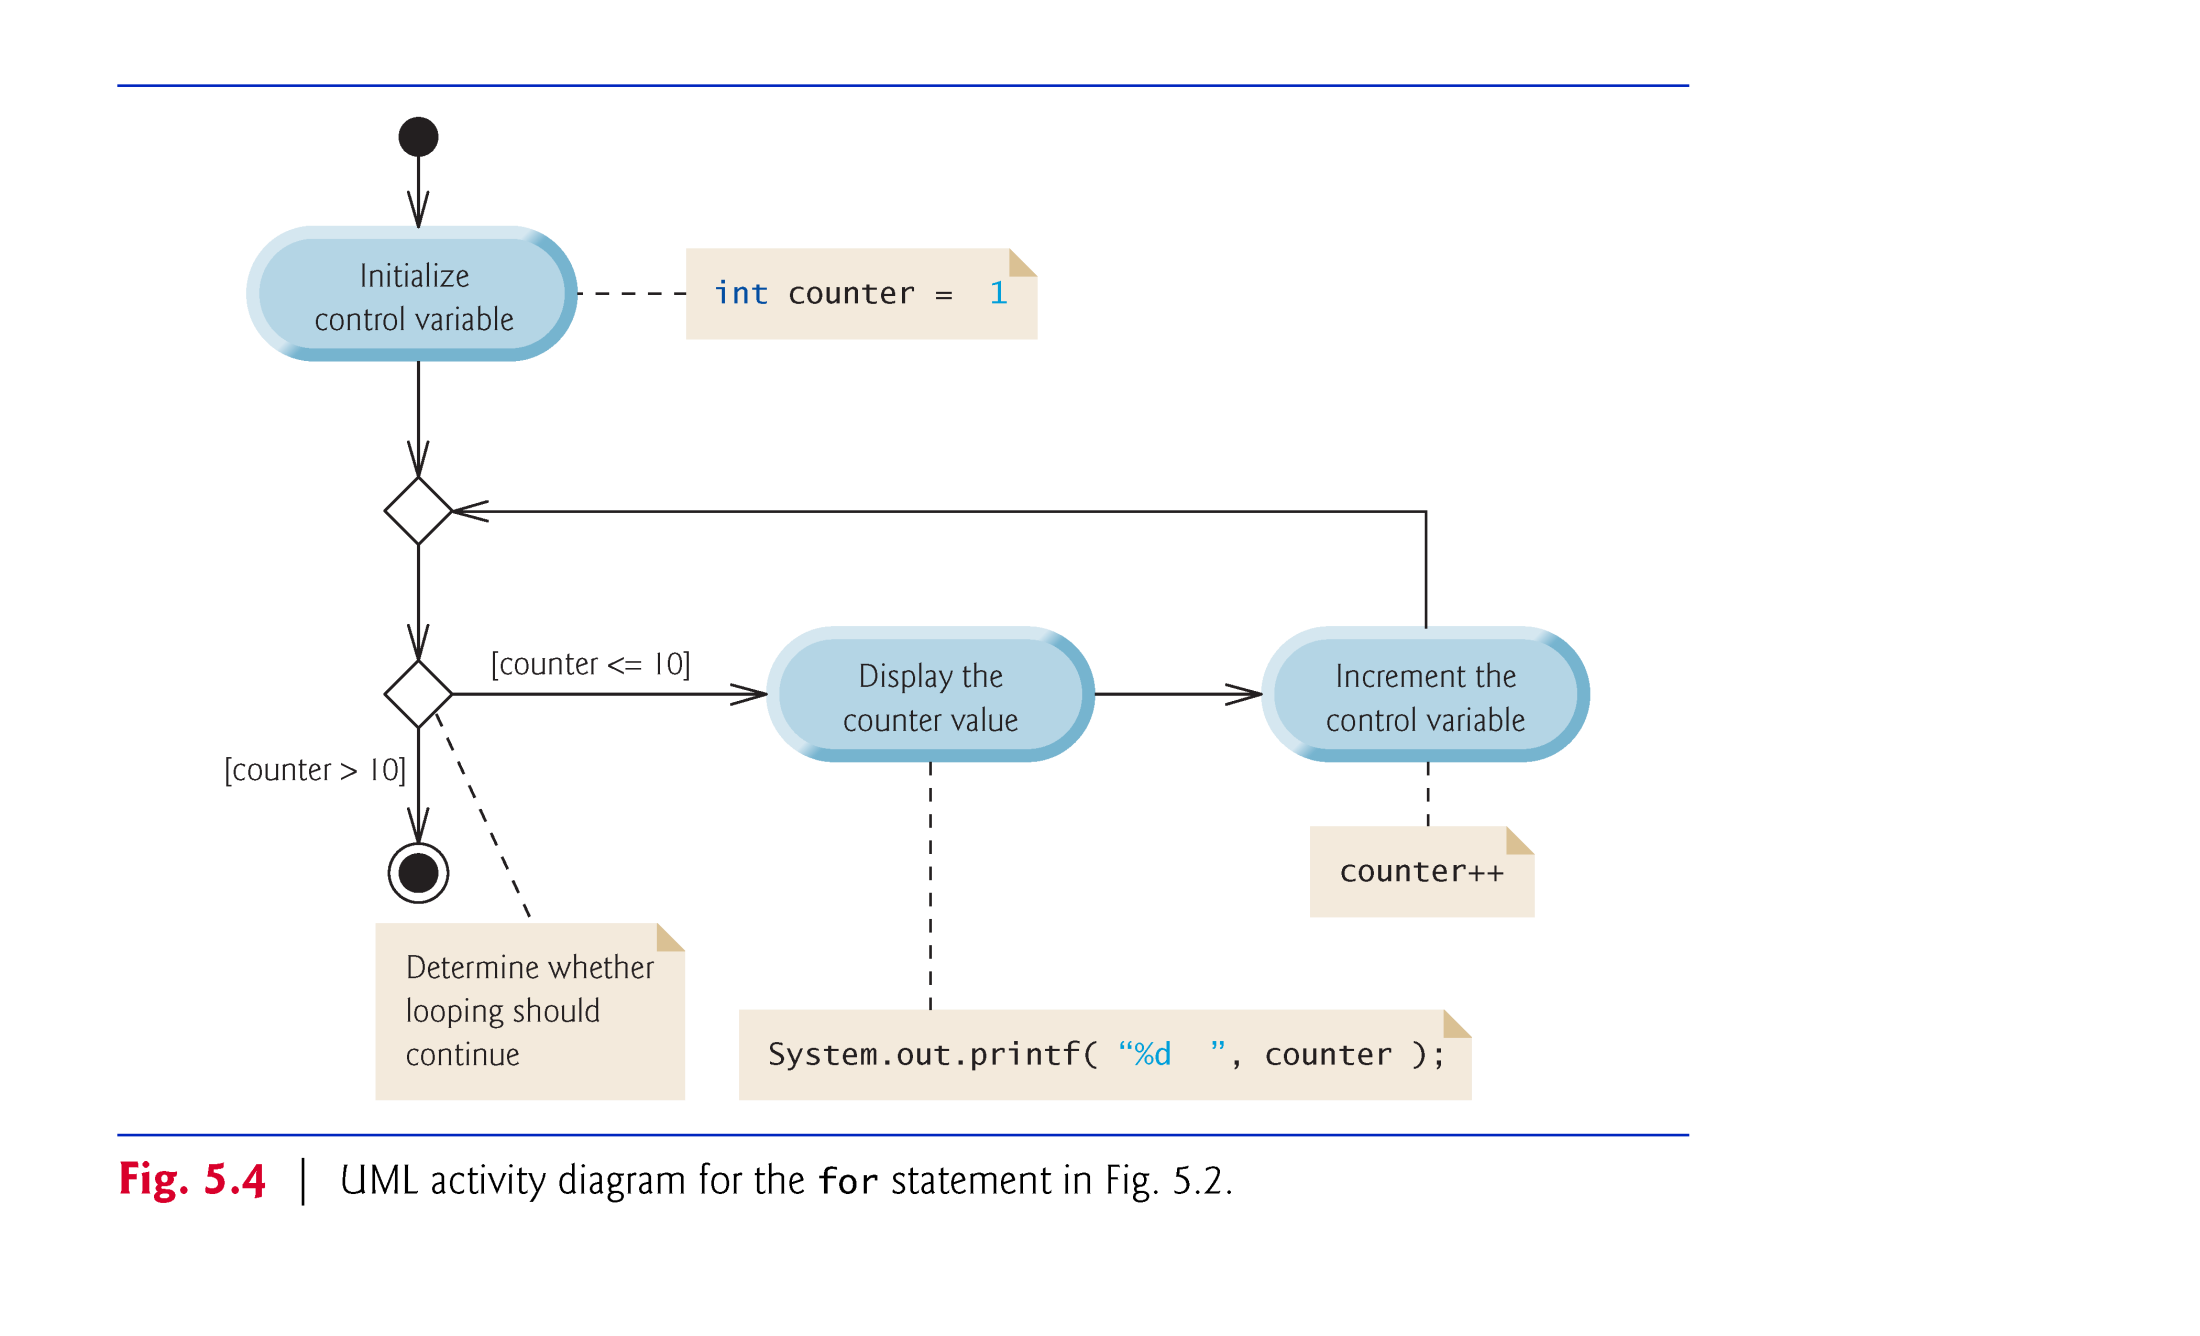 Initialize
control variable
int counter = 1
[counter <= 10]
Display the
counter value
Increment the
control variable
[counter > 10]
counter++
Determine whether
looping should
continue
System.out.printf( “%d  ”, counter );
Fig. 5.4 | UML activity diagram for the for statement in Fig. 5.2.